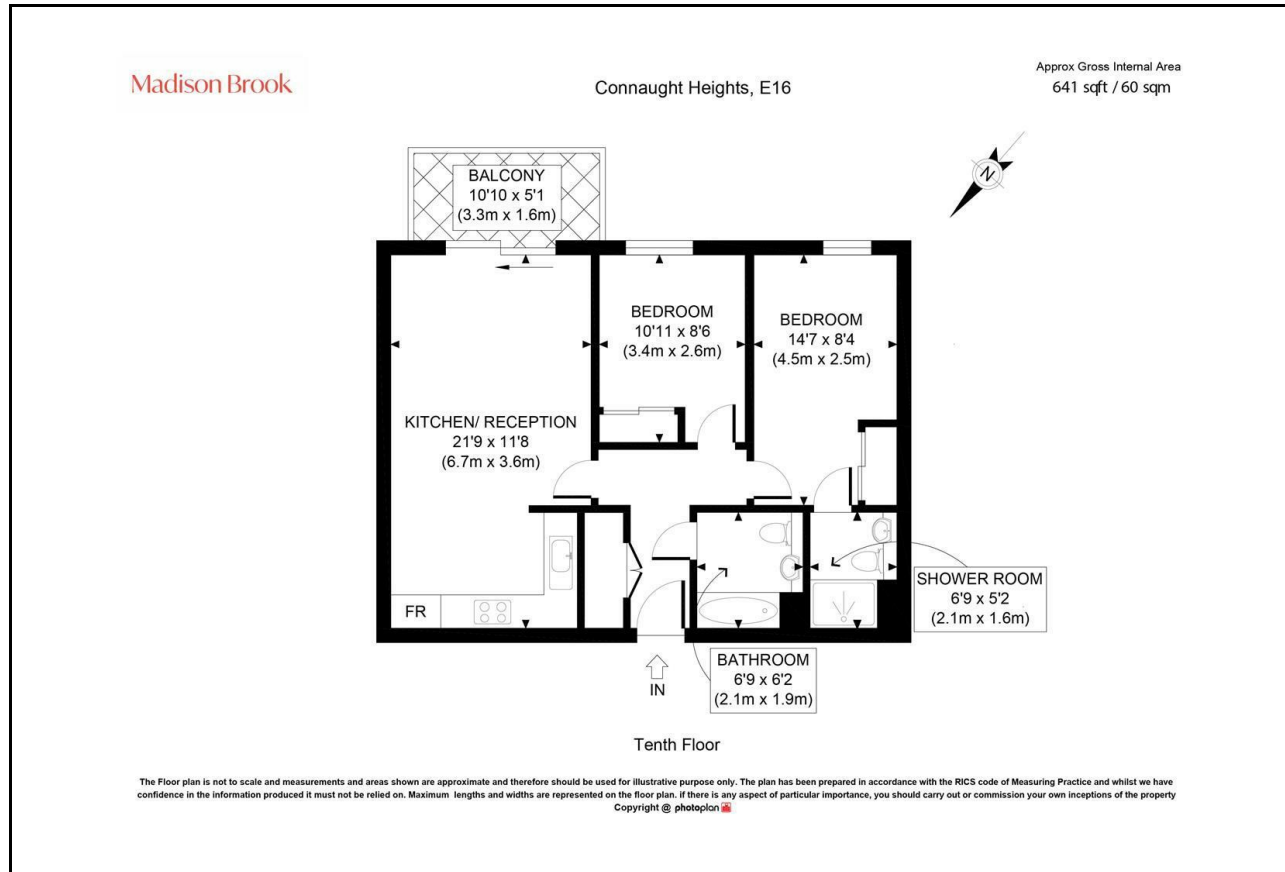 Madison Brook
Connaught Heights, E16
Approx Gross Internal Area
641 sqft / 60 sqm
BALCONY
10'10 x 5'1
(3.3m x 1.6m)
N
BEDROOM
10'11 x 8'6
(3.4m x 2.6m)
BEDROOM
14'7 x 8'4
(4.5m x 2.5m)
KITCHEN/ RECEPTION
21'9 x 11'8
(6.7m x 3.6m)
FR
SHOWER ROOM
6'9 x 5'2
(2.1m x 1.6m)
BATHROOM
6'9 x 6'2
(2.1m x 1.9m)
IN
Tenth Floor
The Floor plan is not to scale and measurements and areas shown are approximate and therefore should be used for illustrative purpose only. The plan has been prepared in accordance with the RICS code of Measuring Practice and whilst we have
confidence in the information produced it must not be relied on. Maximum lengths and widths are represented on the floor plan. if there is any aspect of particular importance, you should carry out or commission your own inceptions of the property
Copyright @ photoplan